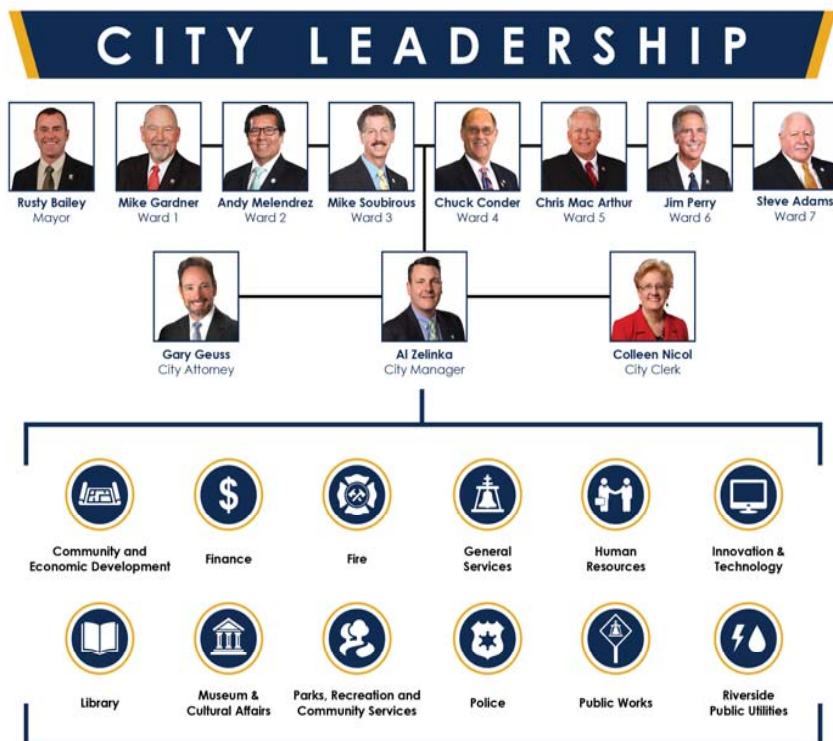 CITY LEADERSHIP
Rusty Bailey
Mayor
Mike Gardner
Ward 1
Andy Melendrez
Ward 2
Mike Soubirous
Ward 3
Chuck Conder
Ward 4
Chris Mac Arthur
Ward 5
Jim Perry
Ward 6
Steve Adams
Ward 7
Gary Geuss
City Attorney
Al Zelinka
City Manager
Colleen Nicol
City Clerk
$
Community and
Economic Development
Finance
Fire
General
Services
Human
Resources
Innovation &
Technology
Library
Museum &
Cultural Affairs
Parks, Recreation and
Community Services
Police
Public Works
Riverside
Public Utilities